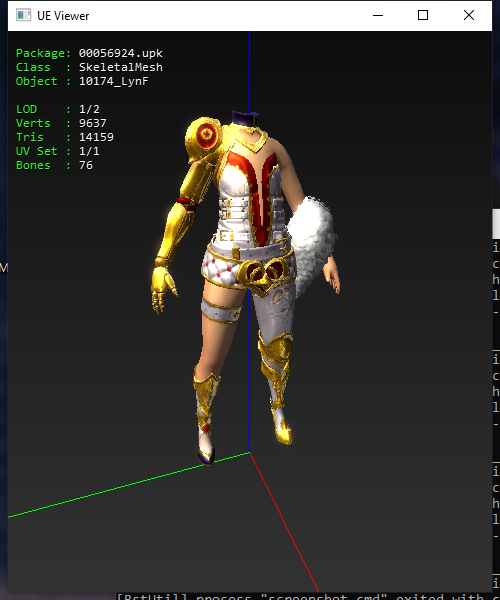 UE Viewer
Package: 00056924.upk
Class : SkeletalMesh
Object : 10174_LynF
LOD : 1/2
Verts : 9637
Tris : 14159
UV Set : 1/1
Bones : 76
M
i
c
h
l
-
i
c
h
l
-
i
c
h
l
-
i
[BstUtil] process "screenshot.cmd" exited with c